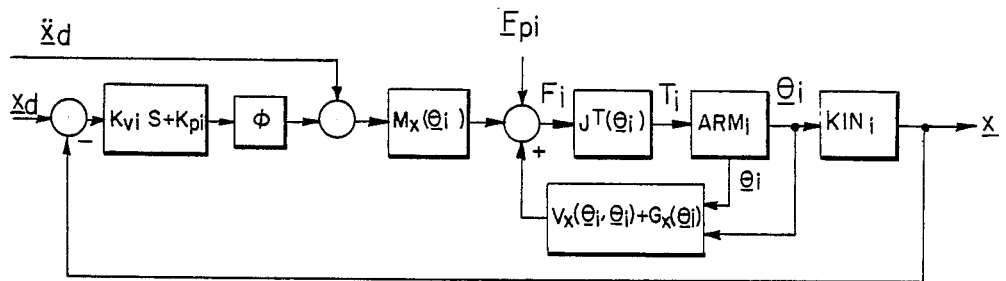 ẍd
Fpi
xd
−
Kvi S+Kpi
Φ
Mx(θi)
+
Fi
Jᵀ(θi)
Ti
ARMi
θi
KINi
x
θi
Vx(θi,θi)+Gx(θi)